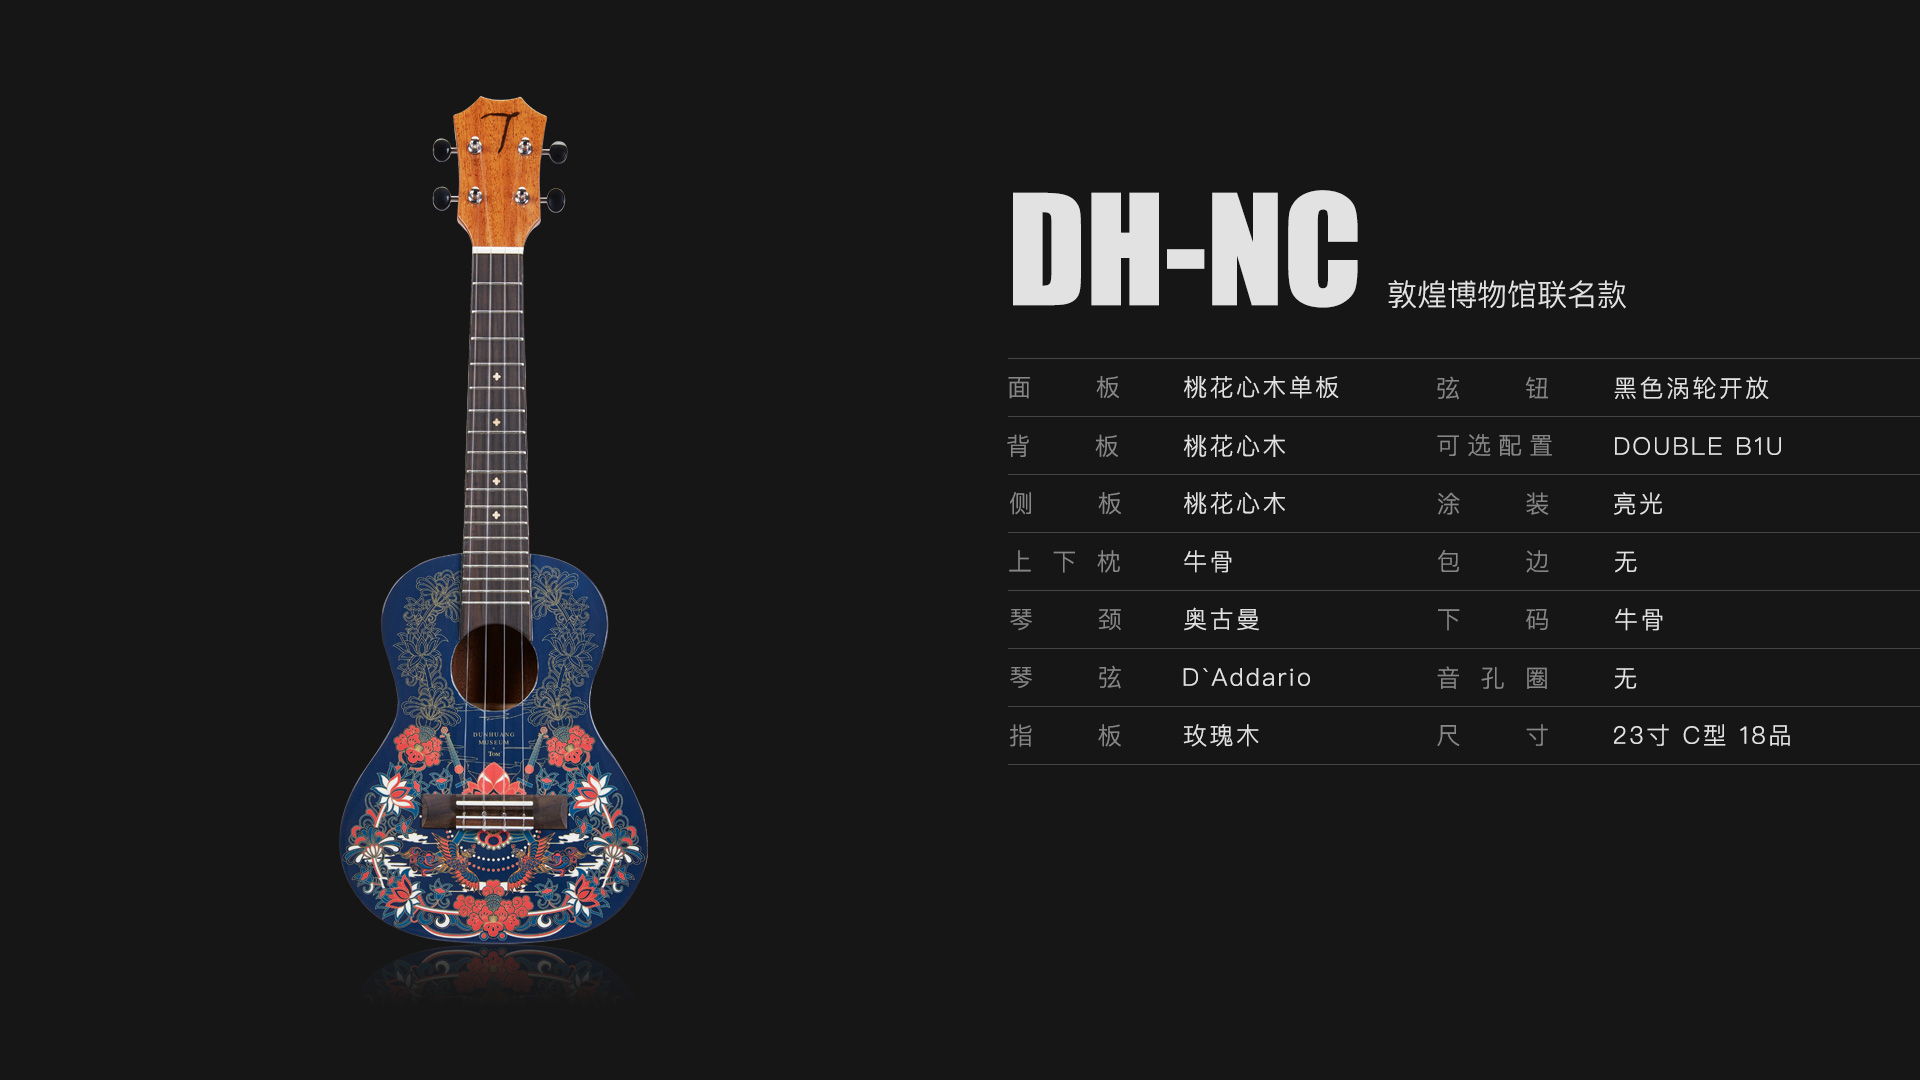 DH-NC 敦煌博物馆联名款
面板 桃花心木单板 弦钮 黑色涡轮开放
背板 桃花心木 可选配置 DOUBLE B1U
侧板 桃花心木 涂装 亮光
上下枕 牛骨 包边 无
琴颈 奥古曼 下码 牛骨
琴弦 D`Addario 音孔圈 无
指板 玫瑰木 尺寸 23寸 C型 18品
T
DUNHUANG
MUSEUM
x
Tom